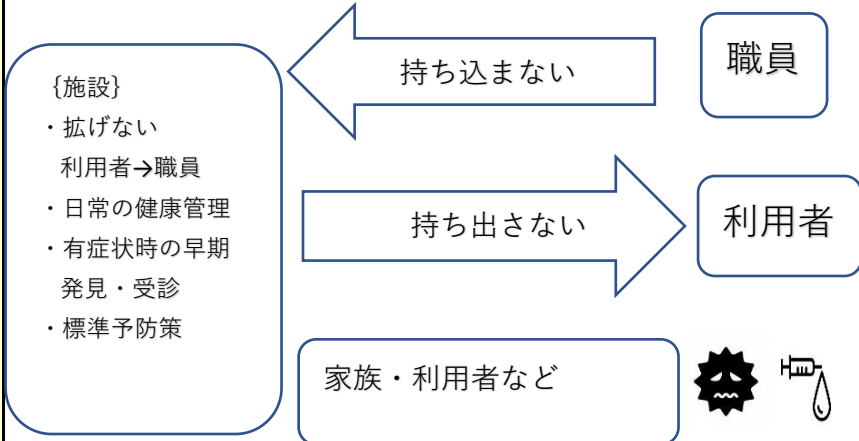 {施設}
・拡げない
利用者→職員
・日常の健康管理
・有症状時の早期
発見・受診
・標準予防策
持ち込まない
職員
持ち出さない
利用者
家族・利用者など